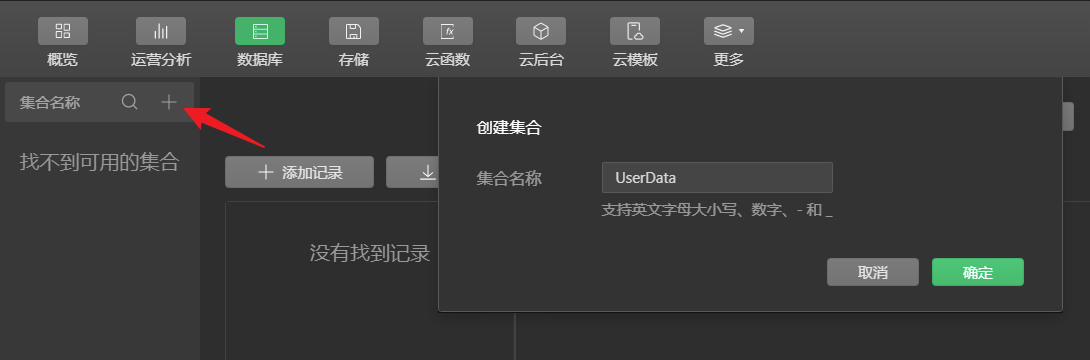 概览
运营分析
数据库
存储
云函数
云后台
云模板
更多
集合名称
找不到可用的集合
添加记录
没有找到记录
创建集合
集合名称
UserData
支持英文字母大小写、数字、- 和 _
取消
确定